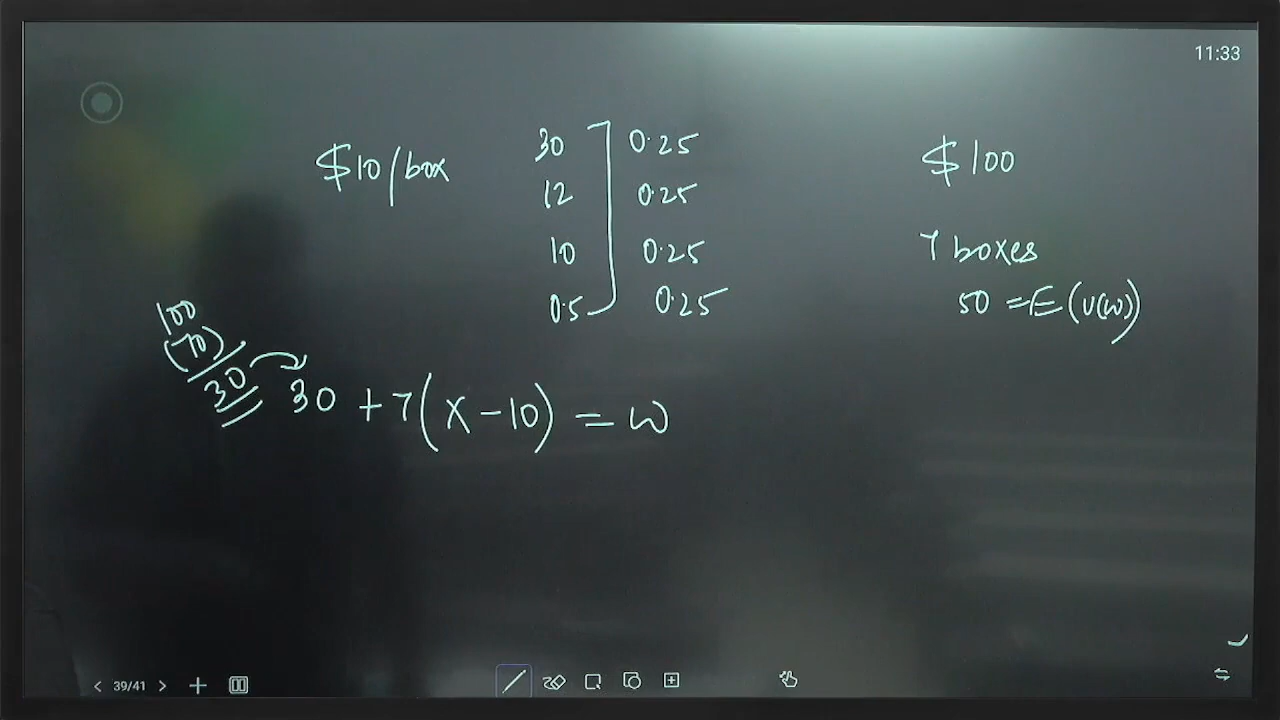 11:33
$10/box
30 0.25
12 0.25
10 0.25
0.5 0.25
$100
7 boxes
50 = E(U(W))
100
(70)
30
30 + 7(X - 10) = W
39/41